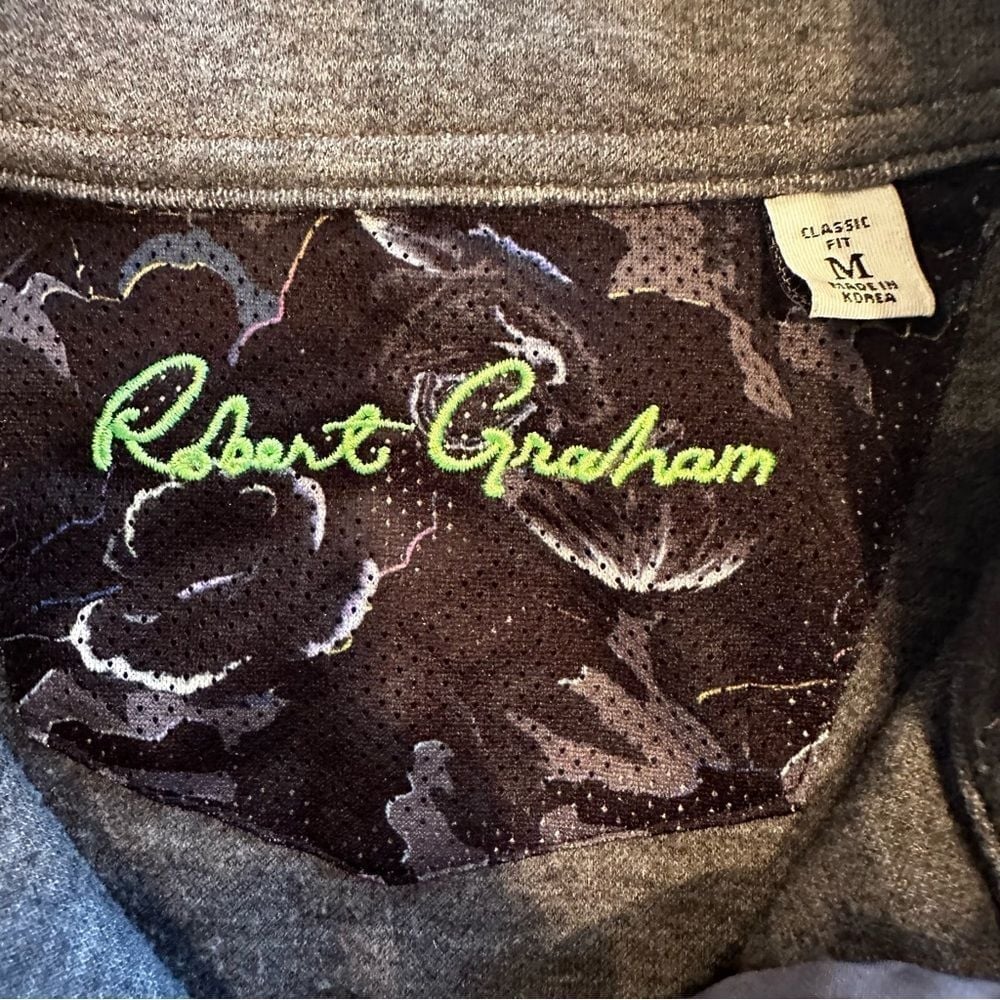 Robert Graham
CLASSIC
FIT
M
MADE IN
KOREA